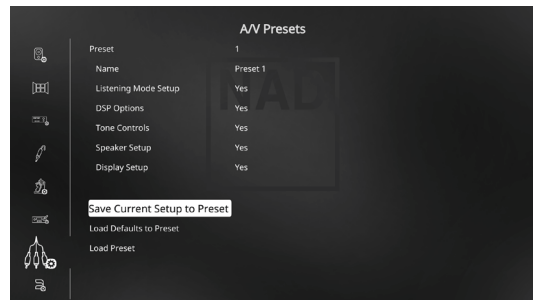 A/V Presets
Preset 1
Name Preset 1
Listening Mode Setup Yes
DSP Options Yes
Tone Controls Yes
Speaker Setup Yes
Display Setup Yes
Save Current Setup to Preset
Load Defaults to Preset
Load Preset
NAD